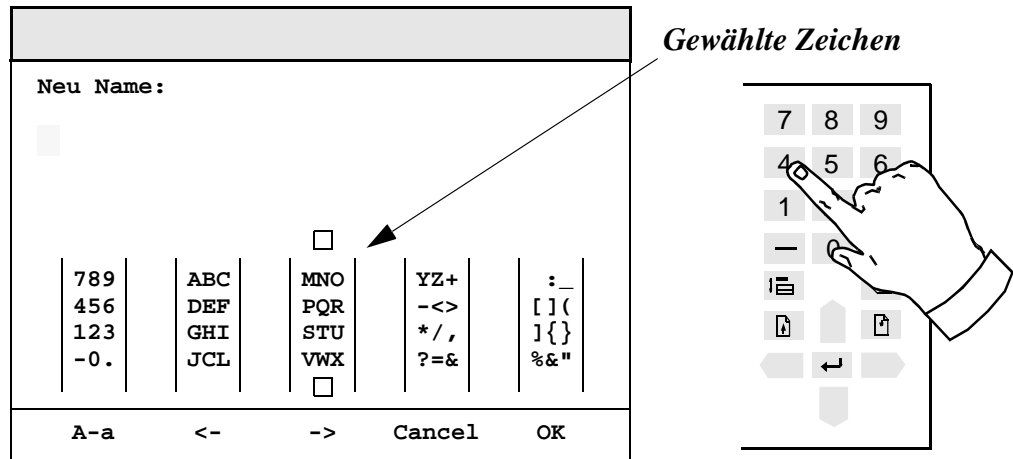 Gewählte Zeichen
Neu Name:
789 ABC MNO YZ+ :_
456 DEF PQR -<> [](
123 GHI STU */, ]{}
-0. JCL VWX ?=& %&"
A-a <- -> Cancel OK
7 8 9
4 5 6
1
0